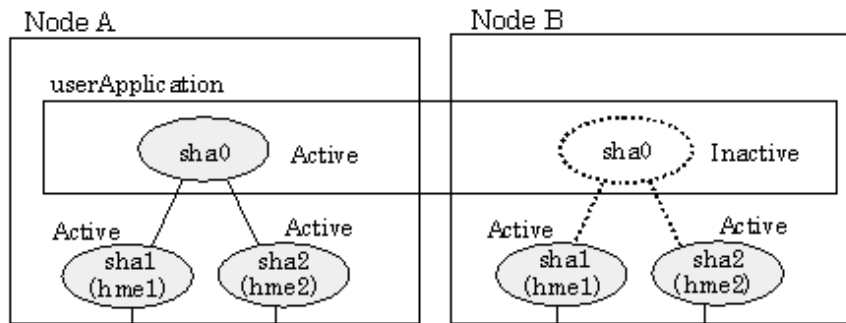 Node A
Node B
userApplication
sha0
Active
sha0
Inactive
Active
Active
Active
Active
sha1
(hme1)
sha2
(hme2)
sha1
(hme1)
sha2
(hme2)